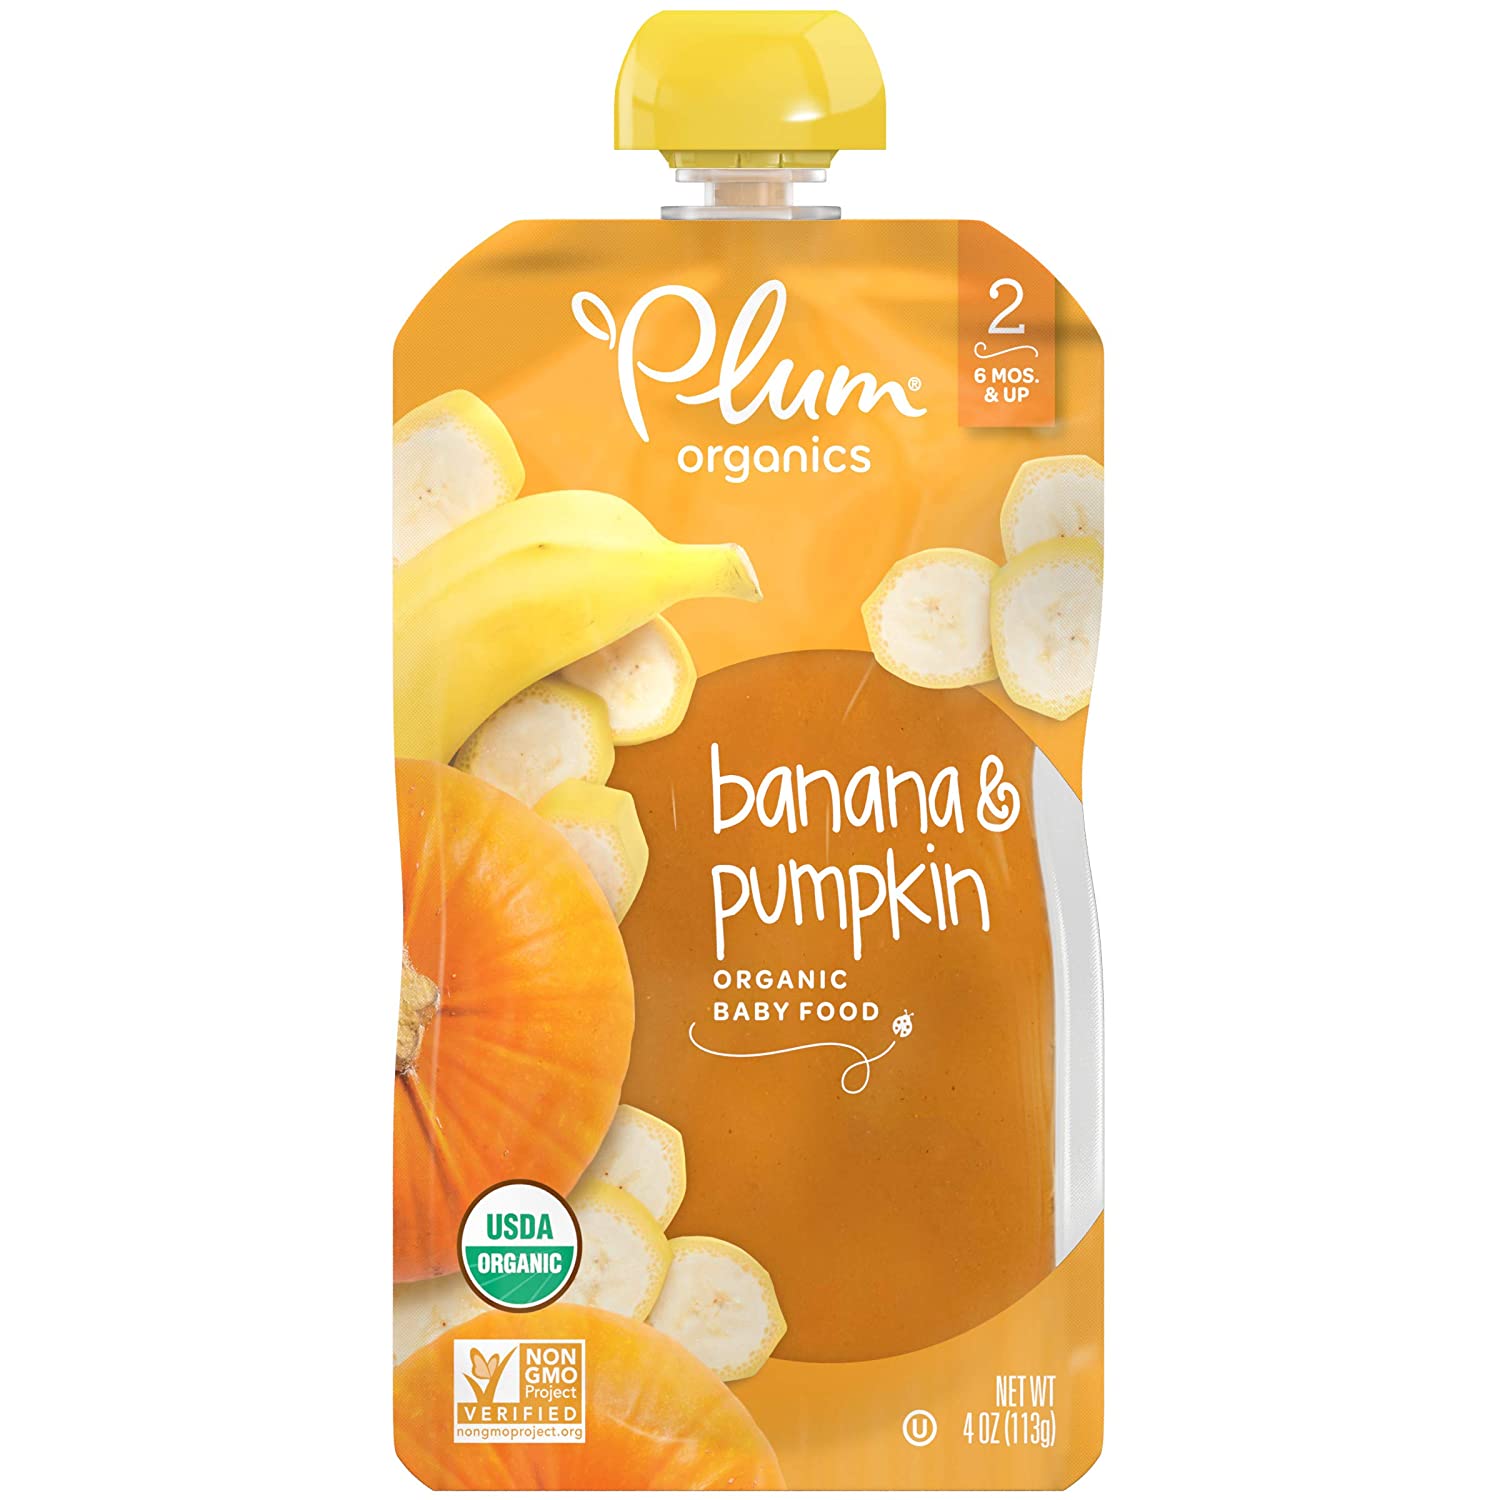 Plum®
organics
2
6 MOS.
& UP
banana &
pumpkin
ORGANIC
BABY FOOD
USDA
ORGANIC
NON
GMO
Project
VERIFIED
nongmoproject.org
U
NET WT
4 OZ (113g)